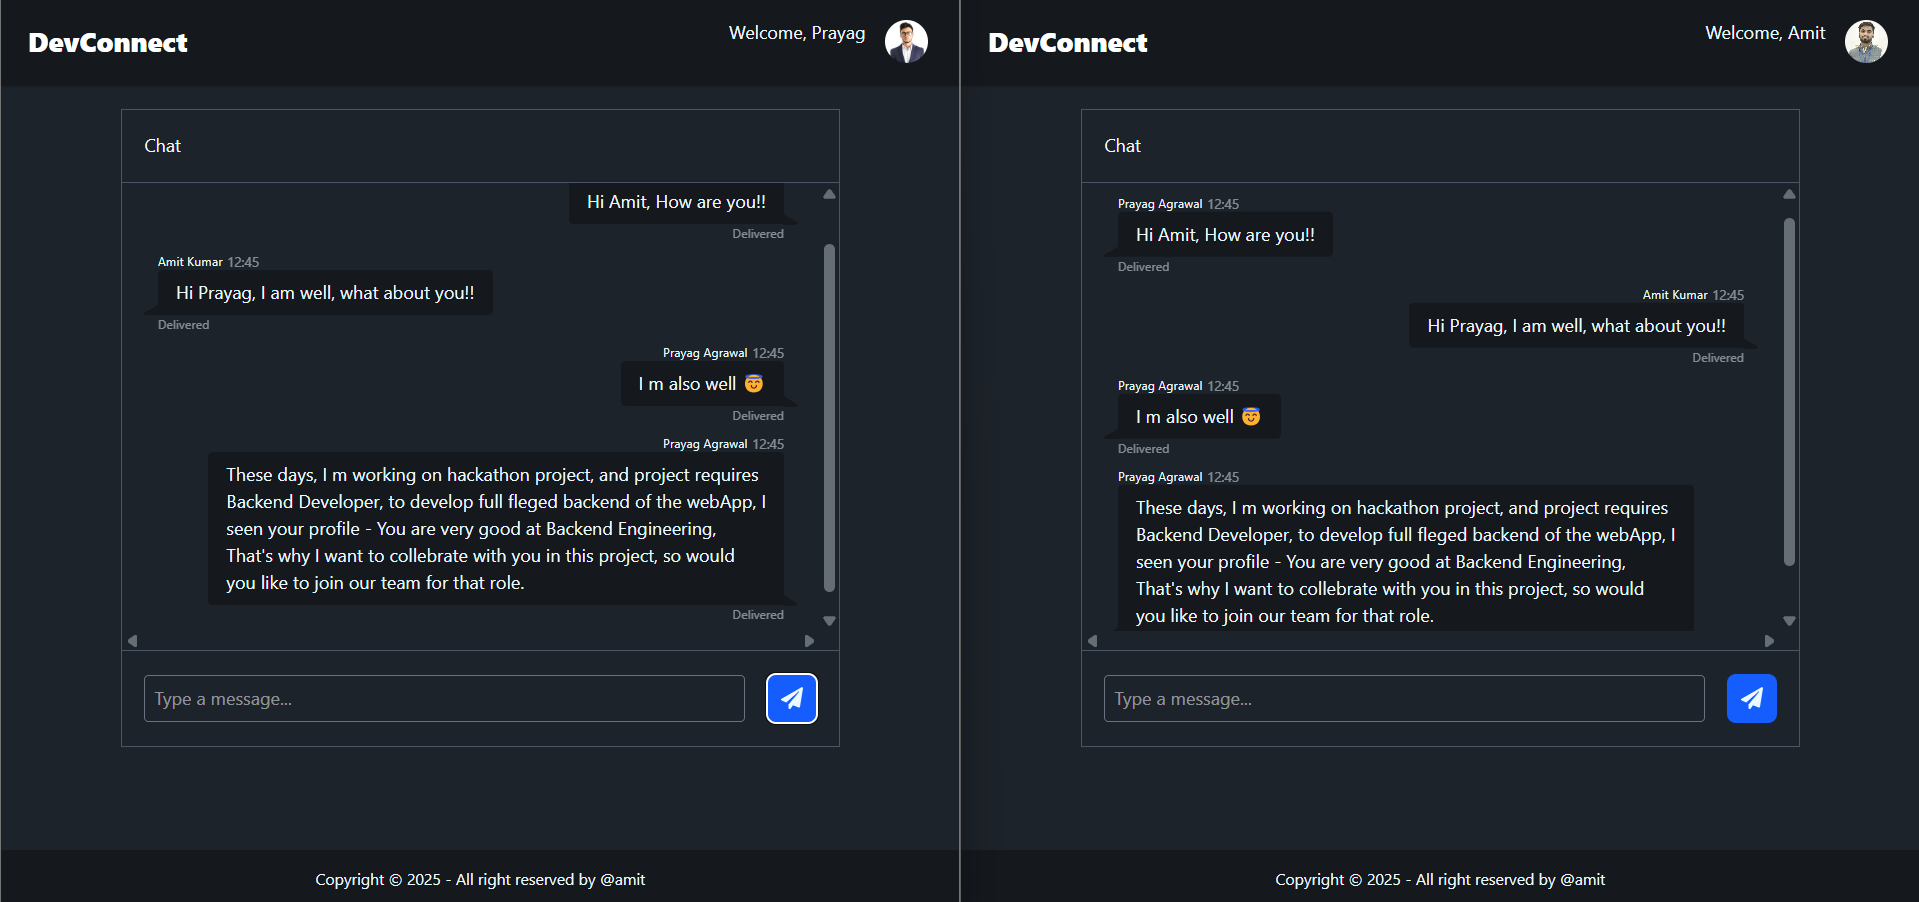 DevConnect
Welcome, Prayag
Chat
Hi Amit, How are you!!
Delivered
Amit Kumar 12:45
Hi Prayag, I am well, what about you!!
Delivered
Prayag Agrawal 12:45
I m also well 😇
Delivered
Prayag Agrawal 12:45
These days, I m working on hackathon project, and project requires
Backend Developer, to develop full fleged backend of the webApp, I
seen your profile - You are very good at Backend Engineering,
That's why I want to collebrate with you in this project, so would
you like to join our team for that role.
Delivered
Type a message...
Copyright © 2025 - All right reserved by @amit
DevConnect
Welcome, Amit
Chat
Prayag Agrawal 12:45
Hi Amit, How are you!!
Delivered
Amit Kumar 12:45
Hi Prayag, I am well, what about you!!
Delivered
Prayag Agrawal 12:45
I m also well 😇
Delivered
Prayag Agrawal 12:45
These days, I m working on hackathon project, and project requires
Backend Developer, to develop full fleged backend of the webApp, I
seen your profile - You are very good at Backend Engineering,
That's why I want to collebrate with you in this project, so would
you like to join our team for that role.
Type a message...
Copyright © 2025 - All right reserved by @amit